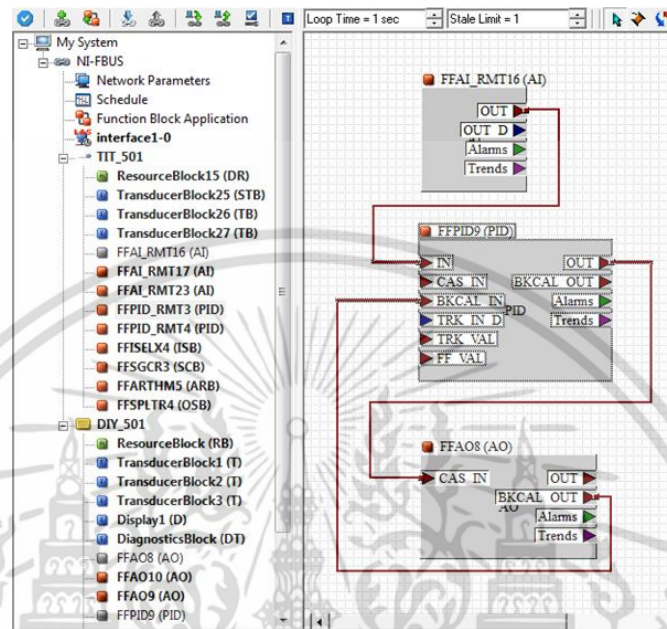 Loop Time = 1 sec
Stale Limit = 1
My System
NI-FBUS
Network Parameters
Schedule
Function Block Application
interface1-0
TIT_501
ResourceBlock15 (DR)
TransducerBlock25 (STB)
TransducerBlock26 (TB)
TransducerBlock27 (TB)
FFAI_RMT16 (AI)
FFAI_RMT17 (AI)
FFAI_RMT23 (AI)
FFPID_RMT3 (AI)
FFPID_RMT4 (PID)
FFISELX4 (ISB)
FFSGCR3 (SCB)
FFARTHM5 (ARB)
FFSPLTR4 (OSB)
DIY_501
ResourceBlock (RB)
TransducerBlock1 (T)
TransducerBlock2 (T)
TransducerBlock3 (T)
Display1 (D)
DiagnosticsBlock (DT)
FFAO8 (AO)
FFAO10 (AO)
FFAO9 (AO)
FFPID9 (PID)
FFAI_RMT16 (AI)
OUT
OUT_D
Alarms
Trends
FFPID9 (PID)
IN
OUT
CAS_IN
BKCAL_OUT
BKCAL_IN
Alarms
PID
TRK_IN_D
Trends
TRK_VAL
FF_VAL
FFAO8 (AO)
CAS_IN
OUT
BKCAL_OUT
AO
Alarms
Trends